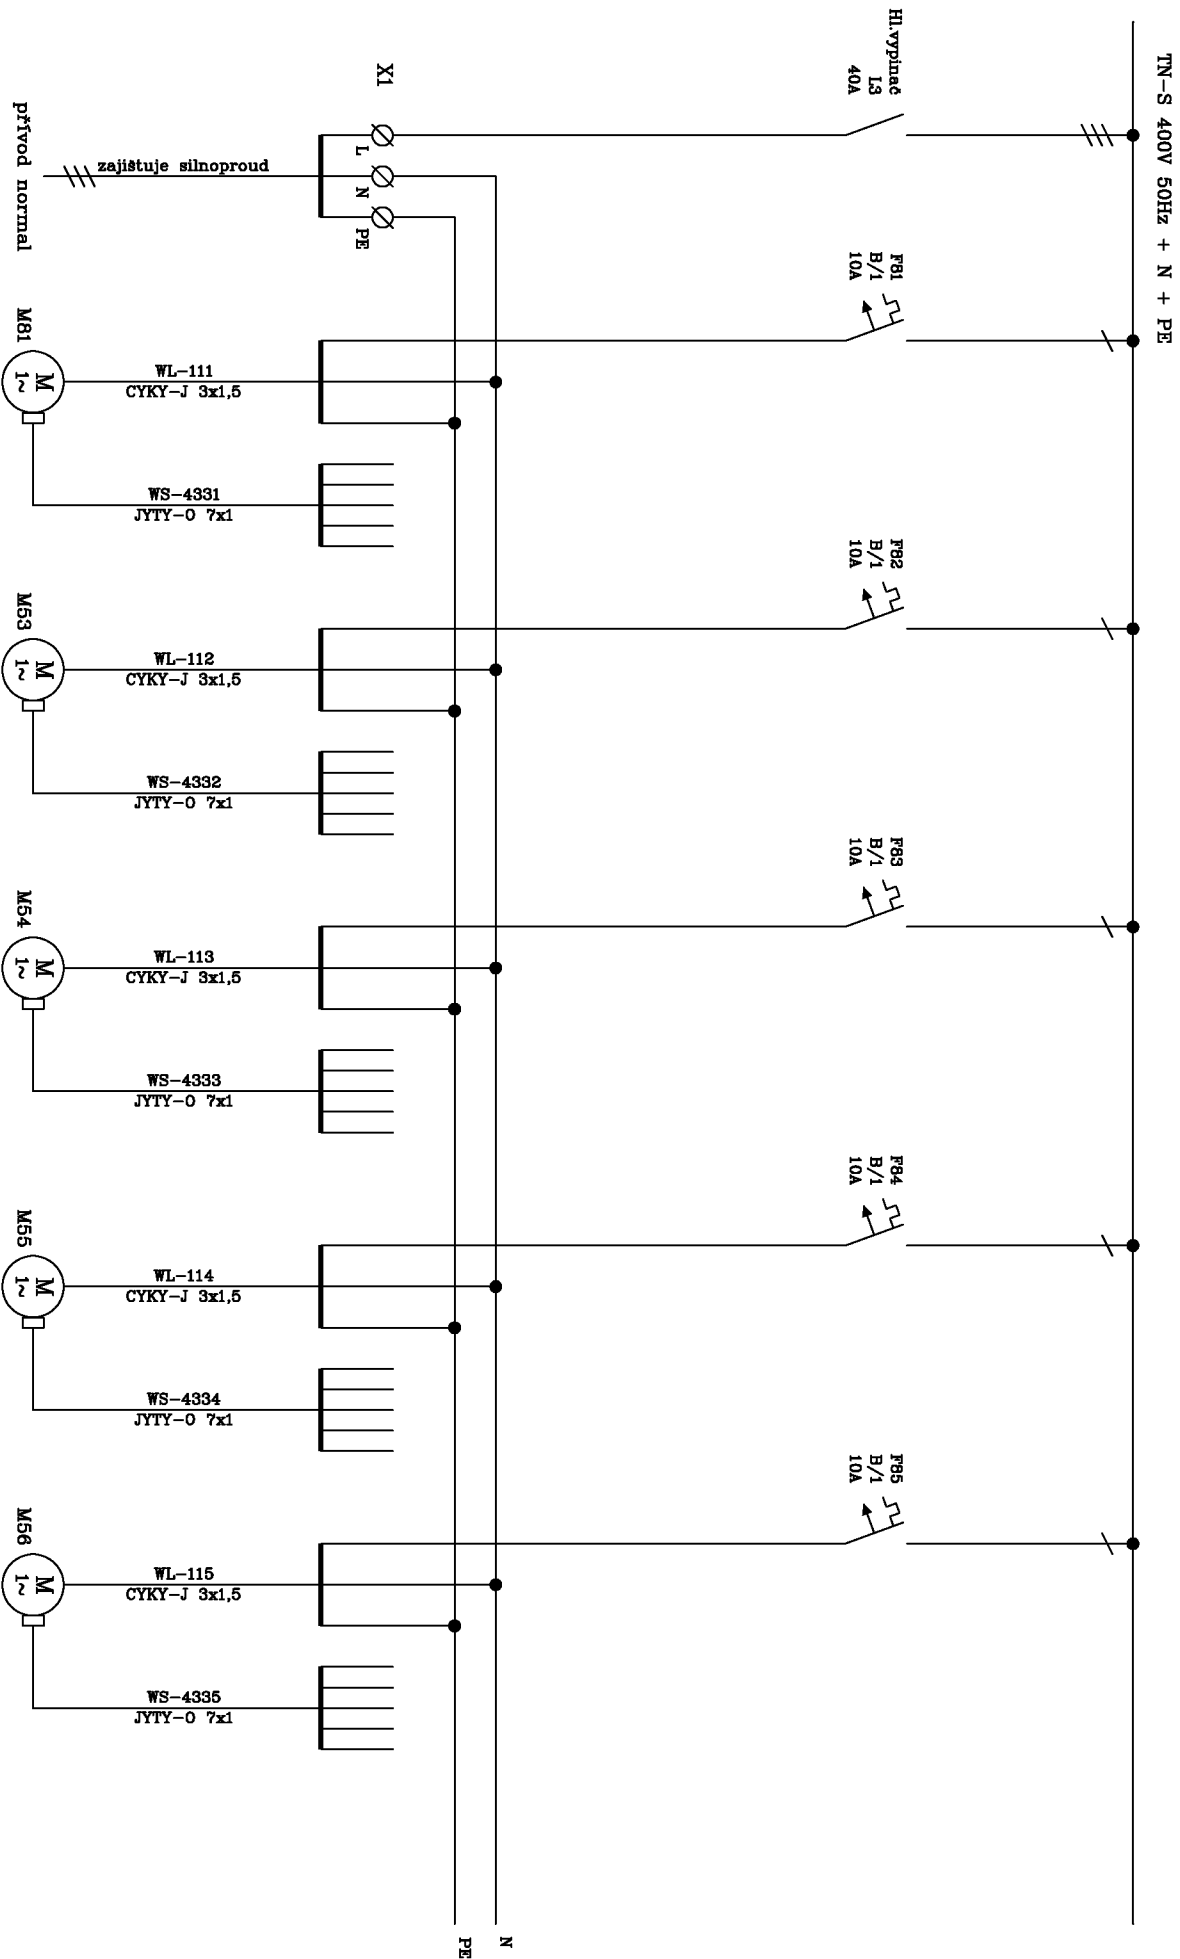 TN-S 400V 50Hz + N + PE
Hl.vypínač
L3
40A
F81
B/1
10A
F82
B/1
10A
F83
B/1
10A
F84
B/1
10A
F85
B/1
10A
N
PE
X1
L
N
PE
zajištuje silnoproud
přívod normal
WL-111
CYKY-J 3x1,5
WS-4331
JYTY-O 7x1
WL-112
CYKY-J 3x1,5
WS-4332
JYTY-O 7x1
WL-113
CYKY-J 3x1,5
WS-4333
JYTY-O 7x1
WL-114
CYKY-J 3x1,5
WS-4334
JYTY-O 7x1
WL-115
CYKY-J 3x1,5
WS-4335
JYTY-O 7x1
M81
M
1~
M53
M
1~
M54
M
1~
M55
M
1~
M56
M
1~